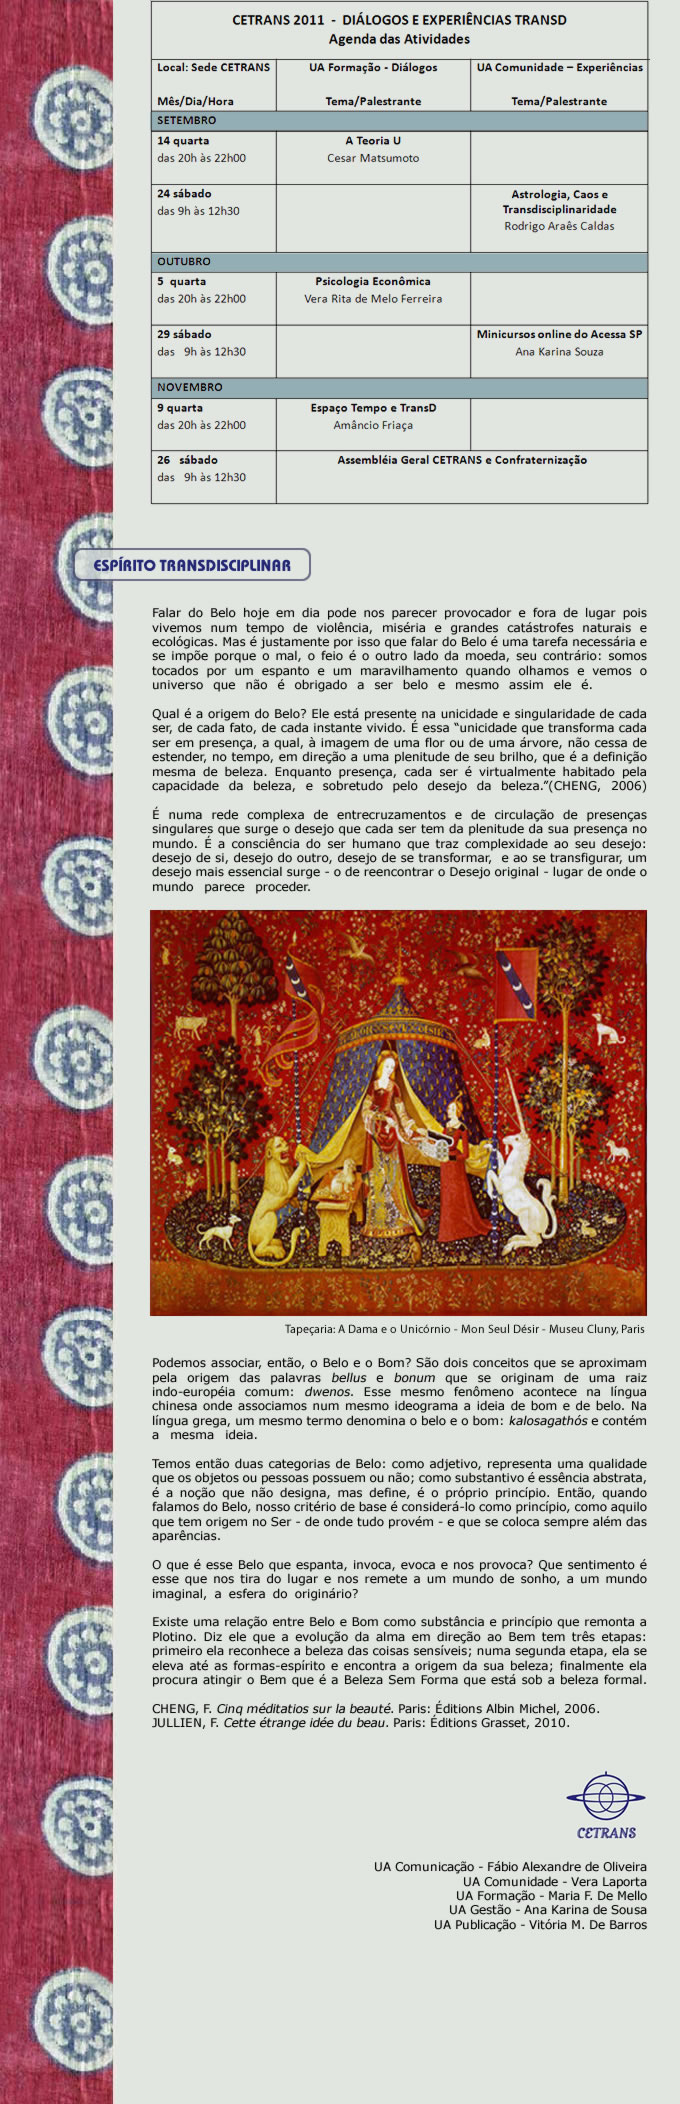 CETRANS 2011 - DIÁLOGOS E EXPERIÊNCIAS TRANSD
Agenda das Atividades
Local: Sede CETRANS UA Formação - Diálogos UA Comunidade – Experiências
Mês/Dia/Hora Tema/Palestrante Tema/Palestrante
SETEMBRO
14 quarta A Teoria U
das 20h às 22h00 Cesar Matsumoto
24 sábado Astrologia, Caos e
das 9h às 12h30 Transdisciplinaridade
Rodrigo Araês Caldas
OUTUBRO
5 quarta Psicologia Econômica
das 20h às 22h00 Vera Rita de Melo Ferreira
29 sábado Minicursos online do Acessa SP
das 9h às 12h30 Ana Karina Souza
NOVEMBRO
9 quarta Espaço Tempo e TransD
das 20h às 22h00 Amâncio Friaça
26 sábado Assembléia Geral CETRANS e Confraternização
das 9h às 12h30
ESPÍRITO TRANSDISCIPLINAR
Falar do Belo hoje em dia pode nos parecer provocador e fora de lugar pois
vivemos num tempo de violência, miséria e grandes catástrofes naturais e
ecológicas. Mas é justamente por isso que falar do Belo é uma tarefa necessária e
se impõe porque o mal, o feio é o outro lado da moeda, seu contrário: somos
tocados por um espanto e um maravilhamento quando olhamos e vemos o
universo que não é obrigado a ser belo e mesmo assim ele é.
Qual é a origem do Belo? Ele está presente na unicidade e singularidade de cada
ser, de cada fato, de cada instante vivido. É essa “unicidade que transforma cada
ser em presença, a qual, à imagem de uma flor ou de uma árvore, não cessa de
estender, no tempo, em direção a uma plenitude de seu brilho, que é a definição
mesma de beleza. Enquanto presença, cada ser é virtualmente habitado pela
capacidade da beleza, e sobretudo pelo desejo da beleza.”(CHENG, 2006)
É numa rede complexa de entrecruzamentos e de circulação de presenças
singulares que surge o desejo que cada ser tem da plenitude da sua presença no
mundo. É a consciência do ser humano que traz complexidade ao seu desejo:
desejo de si, desejo do outro, desejo de se transformar, e ao se transfigurar, um
desejo mais essencial surge - o de reencontrar o Desejo original - lugar de onde o
mundo parece proceder.
Tapeçaria: A Dama e o Unicórnio - Mon Seul Désir - Museu Cluny, Paris
Podemos associar, então, o Belo e o Bom? São dois conceitos que se aproximam
pela origem das palavras bellus e bonum que se originam de uma raiz
indo-européia comum: dwenos. Esse mesmo fenômeno acontece na língua
chinesa onde associamos num mesmo ideograma a ideia de bom e de belo. Na
língua grega, um mesmo termo denomina o belo e o bom: kalosagathós e contém
a mesma ideia.
Temos então duas categorias de Belo: como adjetivo, representa uma qualidade
que os objetos ou pessoas possuem ou não; como substantivo é essência abstrata,
é a noção que não designa, mas define, é o próprio princípio. Então, quando
falamos do Belo, nosso critério de base é considerá-lo como princípio, como aquilo
que tem origem no Ser - de onde tudo provém - e que se coloca sempre além das
aparências.
O que é esse Belo que espanta, invoca, evoca e nos provoca? Que sentimento é
esse que nos tira do lugar e nos remete a um mundo de sonho, a um mundo
imaginal, a esfera do originário?
Existe uma relação entre Belo e Bom como substância e princípio que remonta a
Plotino. Diz ele que a evolução da alma em direção ao Bem tem três etapas:
primeiro ela reconhece a beleza das coisas sensíveis; numa segunda etapa, ela se
eleva até as formas-espírito e encontra a origem da sua beleza; finalmente ela
procura atingir o Bem que é a Beleza Sem Forma que está sob a beleza formal.
CHENG, F. Cinq méditatios sur la beauté. Paris: Éditions Albin Michel, 2006.
JULLIEN, F. Cette étrange idée du beau. Paris: Éditions Grasset, 2010.
CETRANS
UA Comunicação - Fábio Alexandre de Oliveira
UA Comunidade - Vera Laporta
UA Formação - Maria F. De Mello
UA Gestão - Ana Karina de Sousa
UA Publicação - Vitória M. De Barros